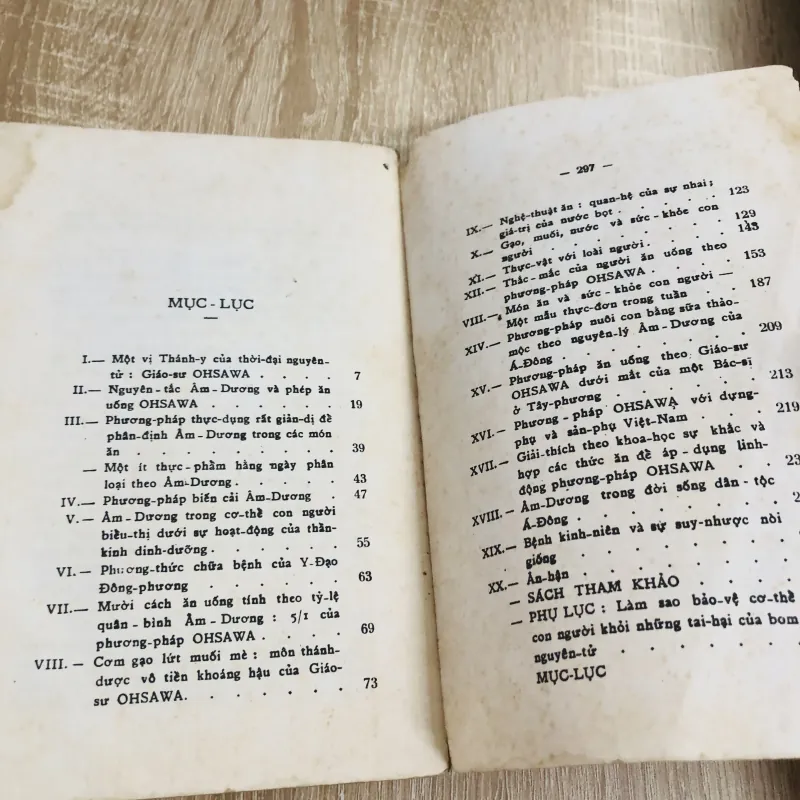 MỤC-LỤC
I.— Một vị Thánh-y của thời-đại nguyên-
tử : Giáo-sư OHSAWA . . . . 7
II.— Nguyên-tắc Âm-Dương và phép ăn
uống OHSAWA . . . . . . 19
III.— Phương-pháp thực-dụng rất giản-dị để
phân-định Âm-Dương trong các món
ăn . . . . . . . . . 39
— Một ít thực-phẩm hằng ngày phân
loại theo Âm-Dương . . . . . 43
IV.— Phương-pháp biến cải Âm-Dương . 47
V.— Âm-Dương trong cơ-thể con người
biểu-thị dưới sự hoạt-động của thần-
kinh dinh-dưỡng . . . . . . 55
VI.— Phương-thức chữa bệnh của Y-Đạo
Đông-phương . . . . . . 63
VII.— Mười cách ăn uống tính theo tỷ-lệ
quân-bình Âm-Dương : 5/1 của
phương-pháp OHSAWA . . . . 69
VIII.— Cơm gạo lứt muối mè : môn thánh-
dược vô tiền khoáng hậu của Giáo-
sư OHSAWA. . . . . . . 73
— 297 —
IX.— Nghệ-thuật ăn : quan-hệ của sự nhai ;
giá-trị của nước bọt . . . . . 123
X.— Gạo, muối, nước và sức-khỏe con
người . . . . . . . . 129
XI.— Thực-vật với loài người . . . . 143
XII.— Thắc-mắc của người ăn uống theo
phương-pháp OHSAWA . . . . 153
VIII.— Món ăn và sức-khỏe con người —
Một mẫu thực-đơn trong tuần . . 187
XIV.— Phương-pháp nuôi con bằng sữa thảo-
mộc theo nguyên-lý Âm-Dương của
Á-Đông . . . . . . . . 209
XV.— Phương-pháp ăn uống theo Giáo-sư
OHSAWA dưới mắt của một Bác-sĩ
ở Tây-phương . . . . . . 213
XVI.— Phương-pháp OHSAWA với dựng-
phụ và sản-phụ Việt-Nam . . . 219
XVII.— Giải-thích theo khoa-học sự khắc và
hợp các thức ăn để áp-dụng linh-
động phương-pháp OHSAWA . . 23
XVIII.— Âm-Dương trong đời sống dân-tộc
Á-Đông . . . . . . . . 2
XIX.— Bệnh kinh-niên và sự suy-nhược nòi
giống . . . . . . . .
XX.— Ân-hận . . . . . . .
— SÁCH THAM KHẢO . . . .
— PHỤ LỤC : Làm sao bảo-vệ cơ-thể
con người khỏi những tai-hại của bom
nguyên-tử . . . . . .
MỤC-LỤC